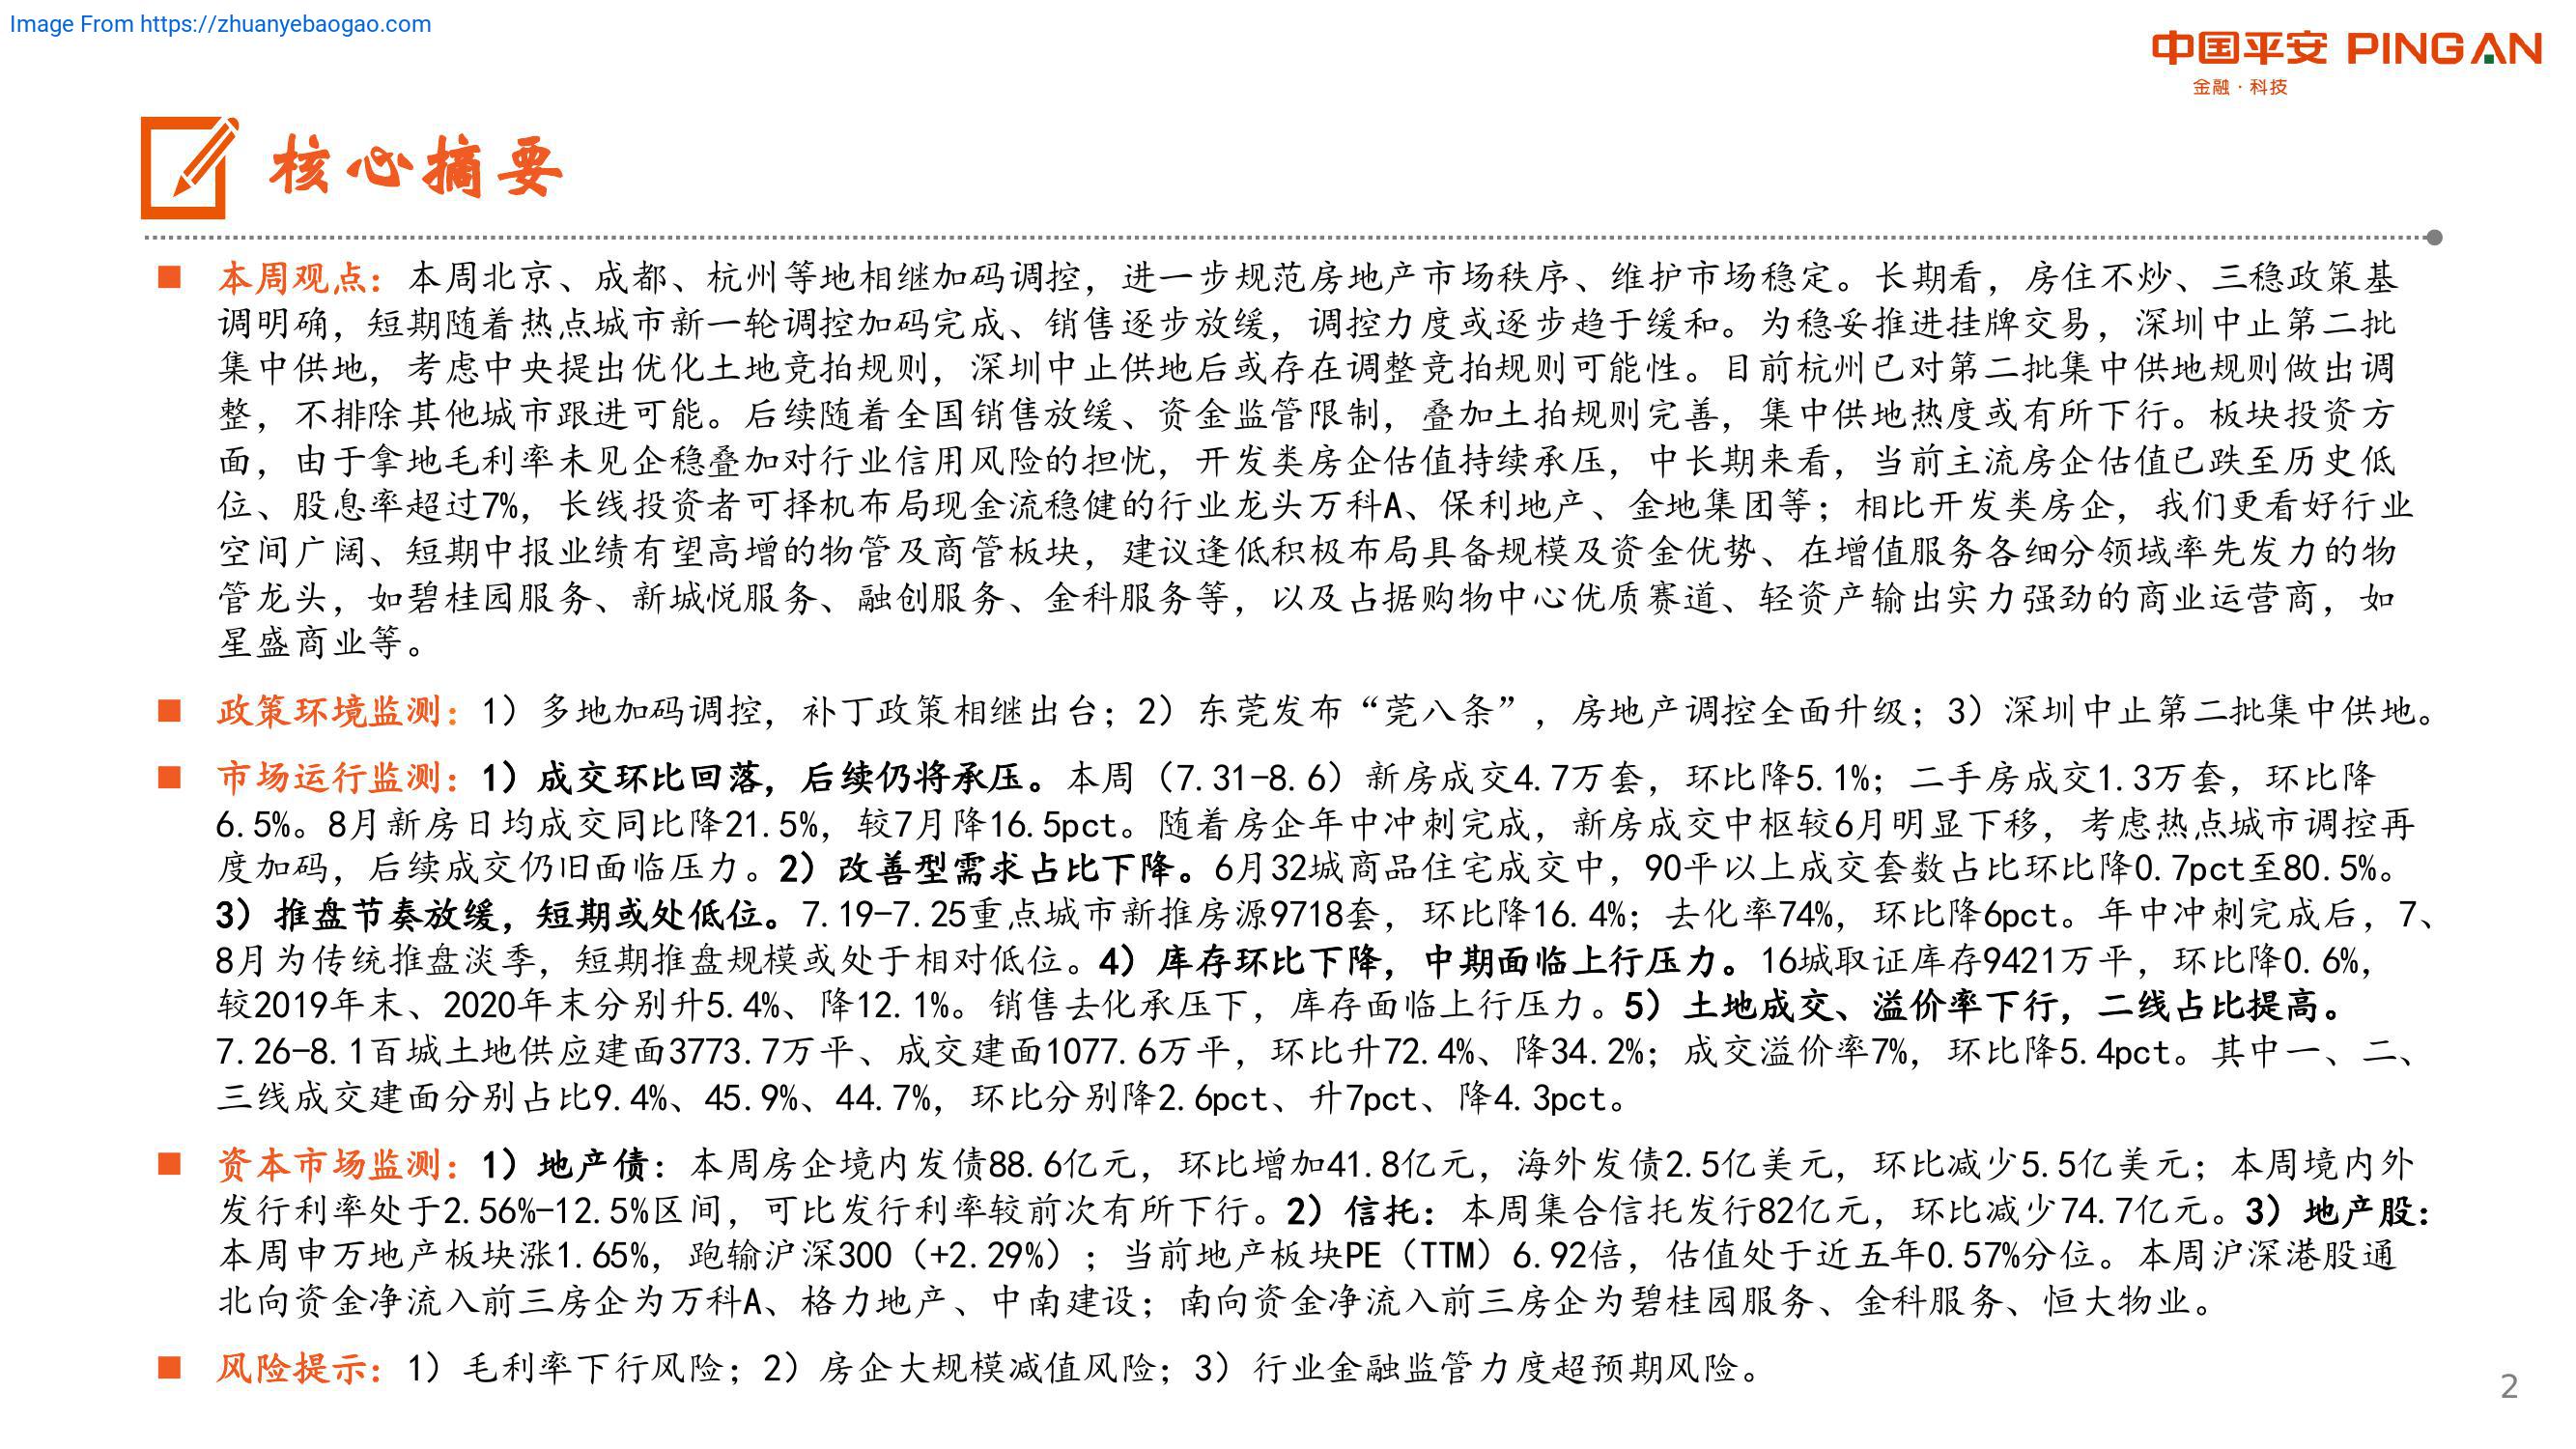 Image From https://zhuanyebaogao.com
中国平安 PINGAN
金融·科技
核心摘要
本周观点：本周北京、成都、杭州等地相继加码调控，进一步规范房地产市场秩序、维护市场稳定。长期看，房住不炒、三稳政策基
调明确，短期随着热点城市新一轮调控加码完成、销售逐步放缓，调控力度或逐步趋于缓和。为稳妥推进挂牌交易，深圳中止第二批
集中供地，考虑中央提出优化土地竞拍规则，深圳中止供地后或存在调整竞拍规则可能性。目前杭州已对第二批集中供地规则做出调
整，不排除其他城市跟进可能。后续随着全国销售放缓、资金监管限制，叠加土拍规则完善，集中供地热度或有所下行。板块投资方
面，由于拿地毛利率未见企稳叠加对行业信用风险的担忧，开发类房企估值持续承压，中长期来看，当前主流房企估值已跌至历史低
位、股息率超过7%，长线投资者可择机布局现金流稳健的行业龙头万科A、保利地产、金地集团等；相比开发类房企，我们更看好行业
空间广阔、短期中报业绩有望高增的物管及商管板块，建议逢低积极布局具备规模及资金优势、在增值服务各细分领域率先发力的物
管龙头，如碧桂园服务、新城悦服务、融创服务、金科服务等，以及占据购物中心优质赛道、轻资产输出实力强劲的商业运营商，如
星盛商业等。
政策环境监测：1）多地加码调控，补丁政策相继出台；2）东莞发布“莞八条”，房地产调控全面升级；3）深圳中止第二批集中供地。
市场运行监测：1）成交环比回落，后续仍将承压。本周（7.31-8.6）新房成交4.7万套，环比降5.1%；二手房成交1.3万套，环比降
6.5%。8月新房日均成交同比降21.5%，较7月降16.5pct。随着房企年中冲刺完成，新房成交中枢较6月明显下移，考虑热点城市调控再
度加码，后续成交仍旧面临压力。2）改善型需求占比下降。6月32城商品住宅成交中，90平以上成交套数占比环比降0.7pct至80.5%。
3）推盘节奏放缓，短期或处低位。7.19-7.25重点城市新推房源9718套，环比降16.4%；去化率74%，环比降6pct。年中冲刺完成后，7、
8月为传统推盘淡季，短期推盘规模或处于相对低位。4）库存环比下降，中期面临上行压力。16城取证库存9421万平，环比降0.6%，
较2019年末、2020年末分别升5.4%、降12.1%。销售去化承压下，库存面临上行压力。5）土地成交、溢价率下行，二线占比提高。
7.26-8.1百城土地供应建面3773.7万平、成交建面1077.6万平，环比升72.4%、降34.2%；成交溢价率7%，环比降5.4pct。其中一、二、
三线成交建面分别占比9.4%、45.9%、44.7%，环比分别降2.6pct、升7pct、降4.3pct。
资本市场监测：1）地产债：本周房企境内发债88.6亿元，环比增加41.8亿元，海外发债2.5亿美元，环比减少5.5亿美元；本周境内外
发行利率处于2.56%-12.5%区间，可比发行利率较前次有所下行。2）信托：本周集合信托发行82亿元，环比减少74.7亿元。3）地产股：
本周申万地产板块涨1.65%，跑输沪深300（+2.29%）；当前地产板块PE（TTM）6.92倍，估值处于近五年0.57%分位。本周沪深港股通
北向资金净流入前三房企为万科A、格力地产、中南建设；南向资金净流入前三房企为碧桂园服务、金科服务、恒大物业。
风险提示：1）毛利率下行风险；2）房企大规模减值风险；3）行业金融监管力度超预期风险。
2